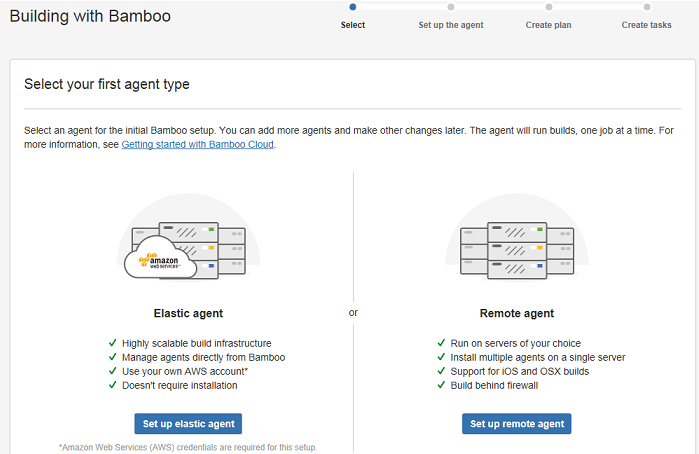 Building with Bamboo
Select
Set up the agent
Create plan
Create tasks
Select your first agent type
Select an agent for the initial Bamboo setup. You can add more agents and make other changes later. The agent will run builds, one job at a time. For
more information, see Getting started with Bamboo Cloud.
amazon
web services™
Elastic agent
Highly scalable build infrastructure
Manage agents directly from Bamboo
Use your own AWS account*
Doesn't require installation
Set up elastic agent
*Amazon Web Services (AWS) credentials are required for this setup.
or
Remote agent
Run on servers of your choice
Install multiple agents on a single server
Support for iOS and OSX builds
Build behind firewall
Set up remote agent